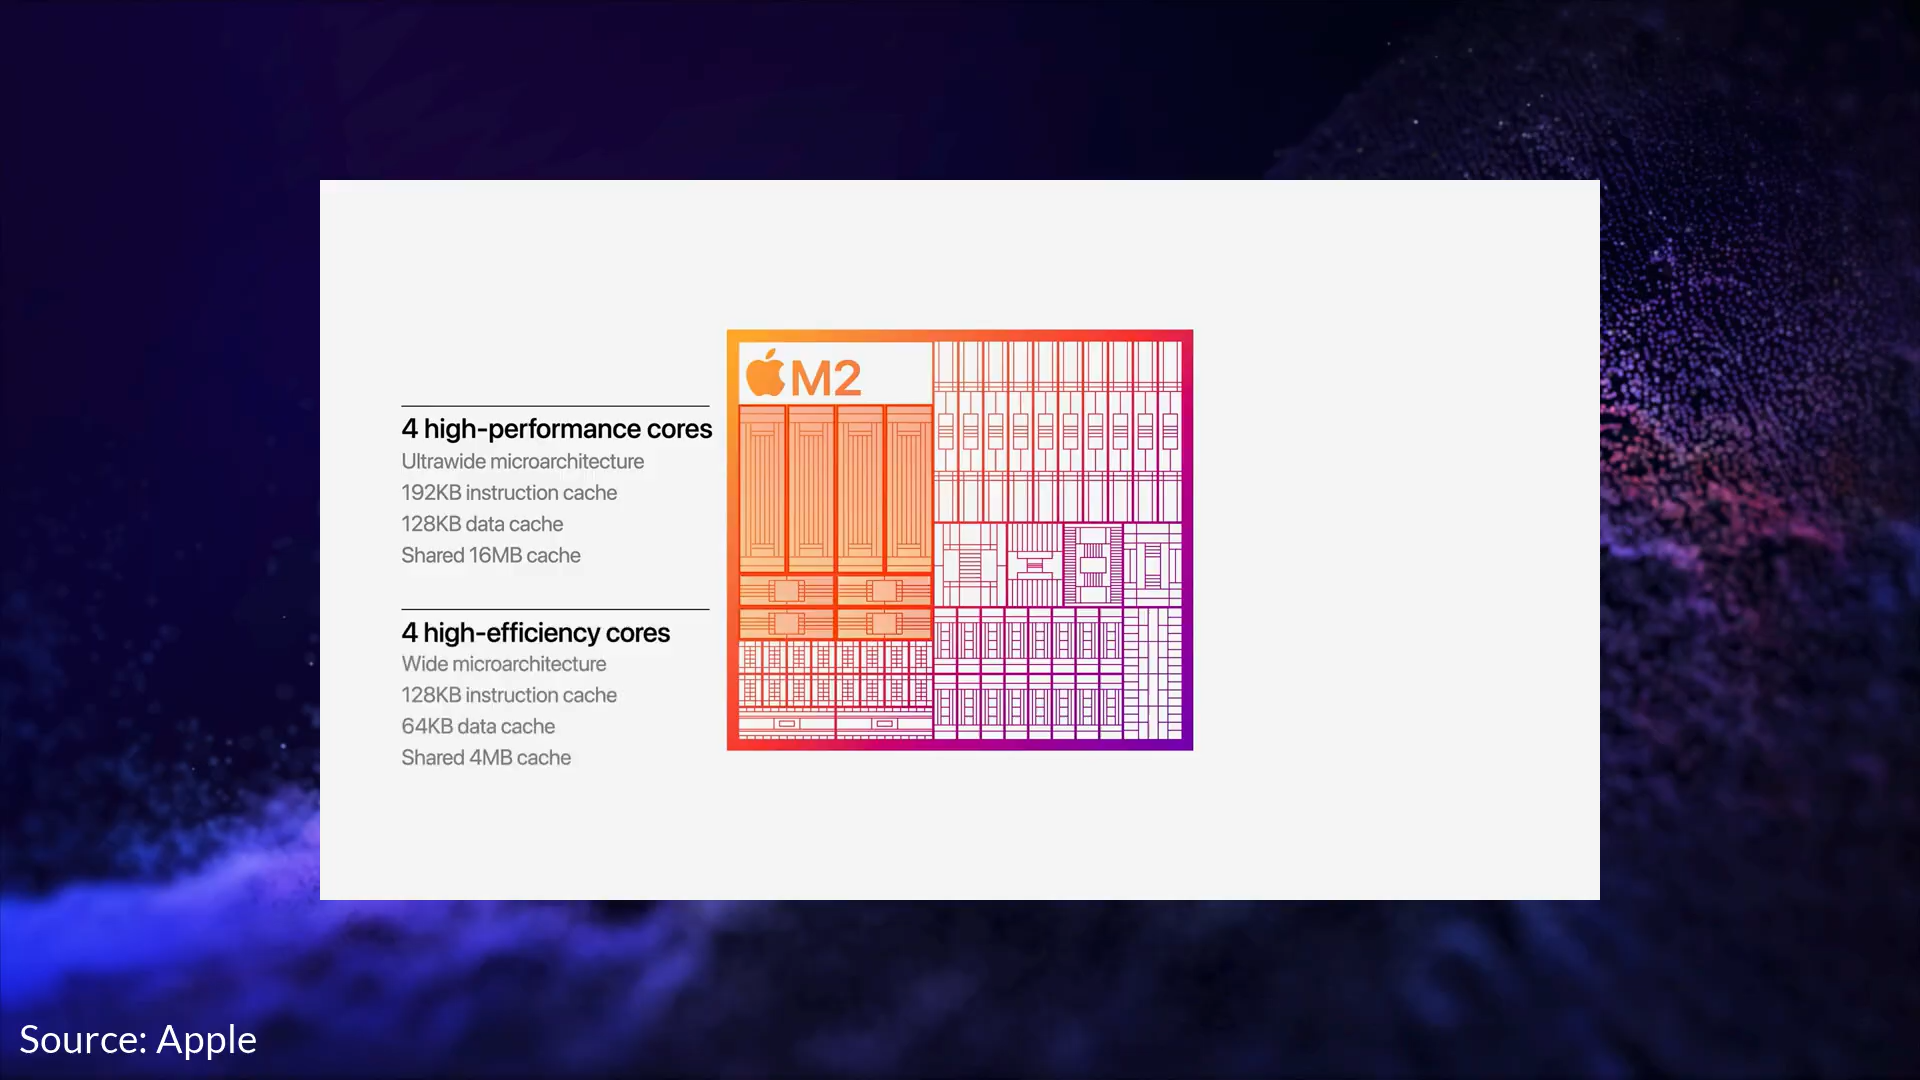 M2
4 high-performance cores
Ultrawide microarchitecture
192KB instruction cache
128KB data cache
Shared 16MB cache
4 high-efficiency cores
Wide microarchitecture
128KB instruction cache
64KB data cache
Shared 4MB cache
Source: Apple